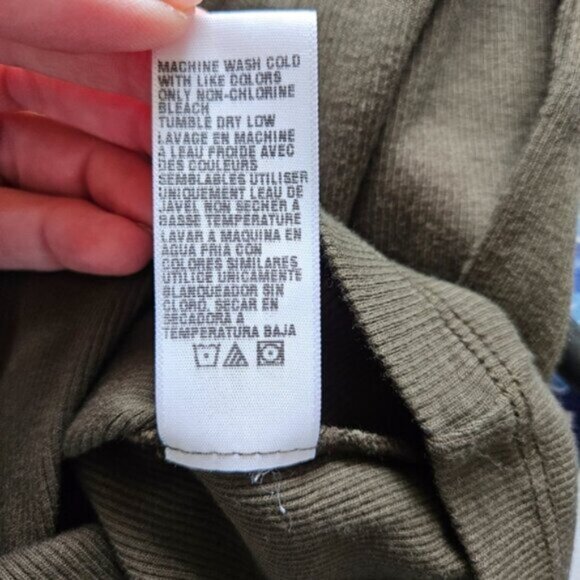 MACHINE WASH COLD
WITH LIKE COLORS
ONLY NON-CHLORINE
BLEACH
TUMBLE DRY LOW
LAVAGE EN MACHINE
A LEAU FROIDE AVEC
DES COULEURS
SEMBLABLES UTILISER
UNIQUEMENT LEAU DE
JAVEL NON SECHER A
BASSE TEMPERATURE
LAVAR A MAQUINA EN
AGUA FRIA CON
COLORES SIMILARES
UTILICE UNICAMENTE
BLANQUEADOR SIN
CLORO, SECAR EN
SECADORA A
TEMPERATURA BAJA